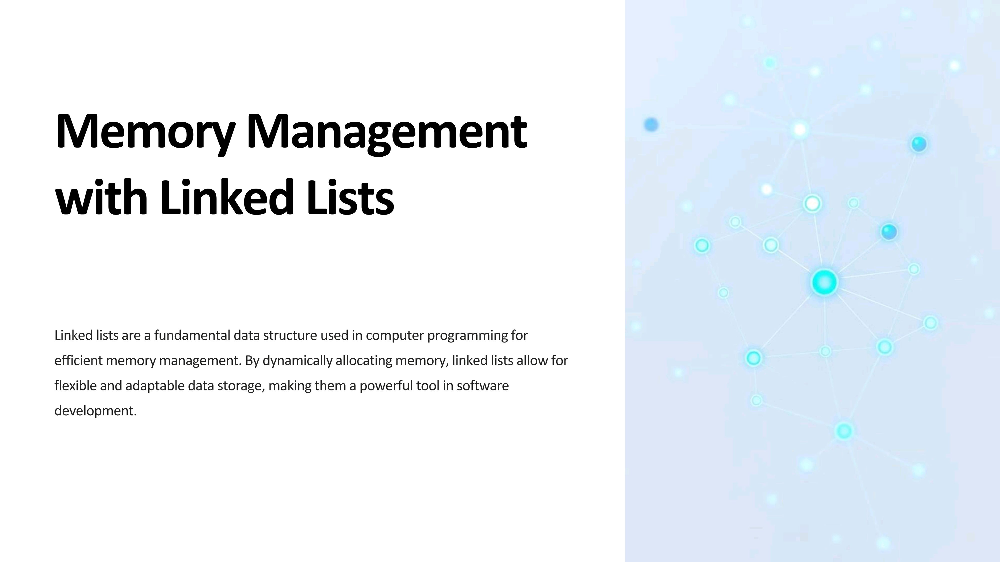 Memory Management
with Linked Lists
Linked lists are a fundamental data structure used in computer programming for
efficient memory management. By dynamically allocating memory, linked lists allow for
flexible and adaptable data storage, making them a powerful tool in software
development.